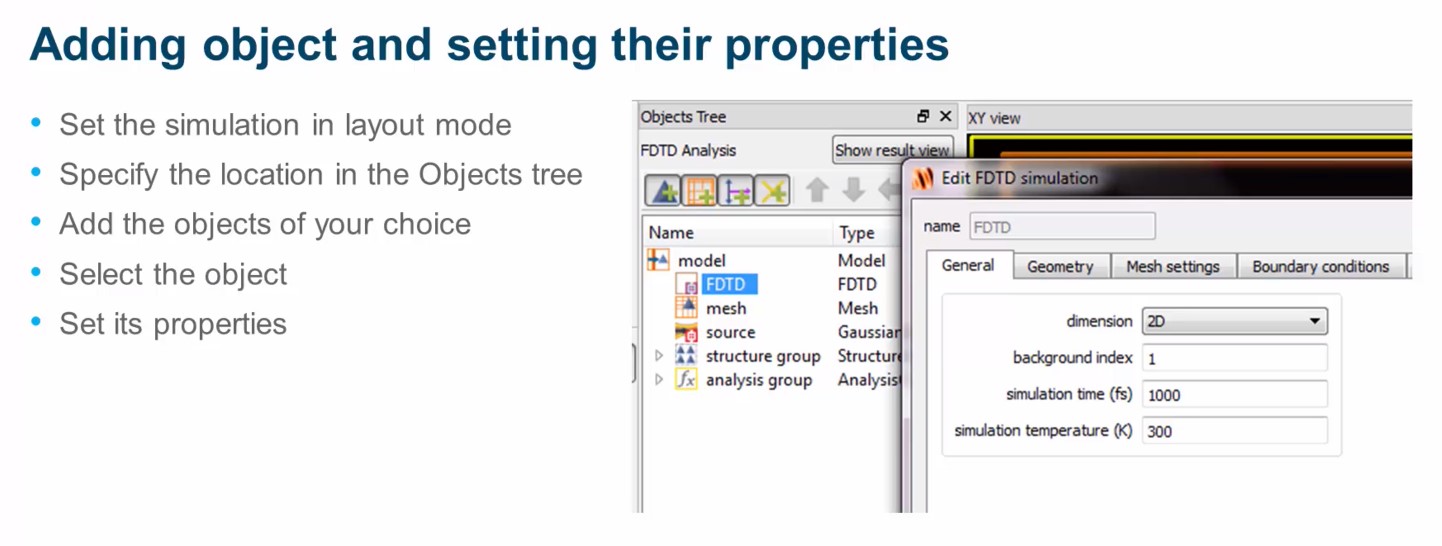 Adding object and setting their properties
• Set the simulation in layout mode
• Specify the location in the Objects tree
• Add the objects of your choice
• Select the object
• Set its properties
Objects Tree
FDTD Analysis
Show result view
Name Type
model Model
FDTD FDTD
mesh Mesh
source Gaussian
structure group Structure
analysis group Analysis
XY view
Edit FDTD simulation
name FDTD
General Geometry Mesh settings Boundary conditions
dimension 2D
background index 1
simulation time (fs) 1000
simulation temperature (K) 300